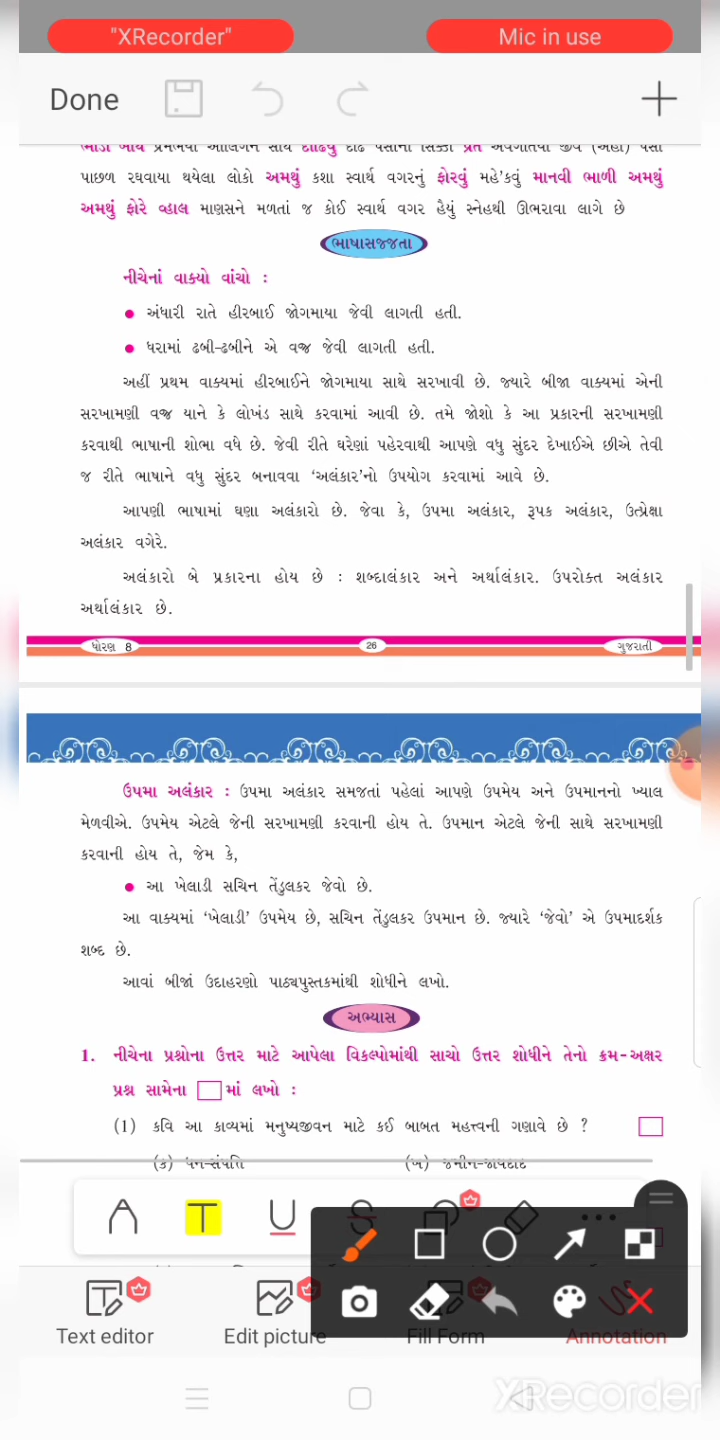 "XRecorder"
Mic in use
Done
પાછળ રઘવાયા થયેલા લોકો અમથું કશા સ્વાર્થ વગરનું ફોરવું મહે'કવું માનવી ભાળી અમથું
અમથું ફોરે વ્હાલ માણસને મળતાં જ કોઈ સ્વાર્થ વગર હૈયું સ્નેહથી ઊભરાવા લાગે છે
ભાષાસજ્જતા
નીચેનાં વાક્યો વાંચો :
• અંધારી રાતે હીરબાઈ જોગમાયા જેવી લાગતી હતી.
• ધરામાં ઢબી-ઢબીને એ વજ્ર જેવી લાગતી હતી.
અહીં પ્રથમ વાક્યમાં હીરબાઈને જોગમાયા સાથે સરખાવી છે. જ્યારે બીજા વાક્યમાં એની
સરખામણી વજ્ર યાને કે લોખંડ સાથે કરવામાં આવી છે. તમે જોશો કે આ પ્રકારની સરખામણી
કરવાથી ભાષાની શોભા વધે છે. જેવી રીતે ઘરેણાં પહેરવાથી આપણે વધુ સુંદર દેખાઈએ છીએ તેવી
જ રીતે ભાષાને વધુ સુંદર બનાવવા 'અલંકાર'નો ઉપયોગ કરવામાં આવે છે.
આપણી ભાષામાં ઘણા અલંકારો છે. જેવા કે, ઉપમા અલંકાર, રૂપક અલંકાર, ઉત્પ્રેક્ષા
અલંકાર વગેરે.
અલંકારો બે પ્રકારના હોય છે : શબ્દાલંકાર અને અર્થાલંકાર. ઉપરોક્ત અલંકાર
અર્થાલંકાર છે.
ધોરણ 8 26 ગુજરાતી
ઉપમા અલંકાર : ઉપમા અલંકાર સમજતાં પહેલાં આપણે ઉપમેય અને ઉપમાનનો ખ્યાલ
મેળવીએ. ઉપમેય એટલે જેની સરખામણી કરવાની હોય તે. ઉપમાન એટલે જેની સાથે સરખામણી
કરવાની હોય તે, જેમ કે,
• આ ખેલાડી સચિન તેંડુલકર જેવો છે.
આ વાક્યમાં 'ખેલાડી' ઉપમેય છે, સચિન તેંડુલકર ઉપમાન છે. જ્યારે 'જેવો' એ ઉપમાદર્શક
શબ્દ છે.
આવાં બીજાં ઉદાહરણો પાઠ્યપુસ્તકમાંથી શોધીને લખો.
અભ્યાસ
1. નીચેના પ્રશ્નોના ઉત્તર માટે આપેલા વિકલ્પોમાંથી સાચો ઉત્તર શોધીને તેનો ક્રમ-અક્ષર
પ્રશ્ન સામેના માં લખો :
(1) કવિ આ કાવ્યમાં મનુષ્યજીવન માટે કઈ બાબત મહત્ત્વની ગણાવે છે ?
(ક) ધન-સંપત્તિ (ખ) જમીન-જાયદાદ
Text editor
Edit picture
Fill Form
Annotation
XRecorder